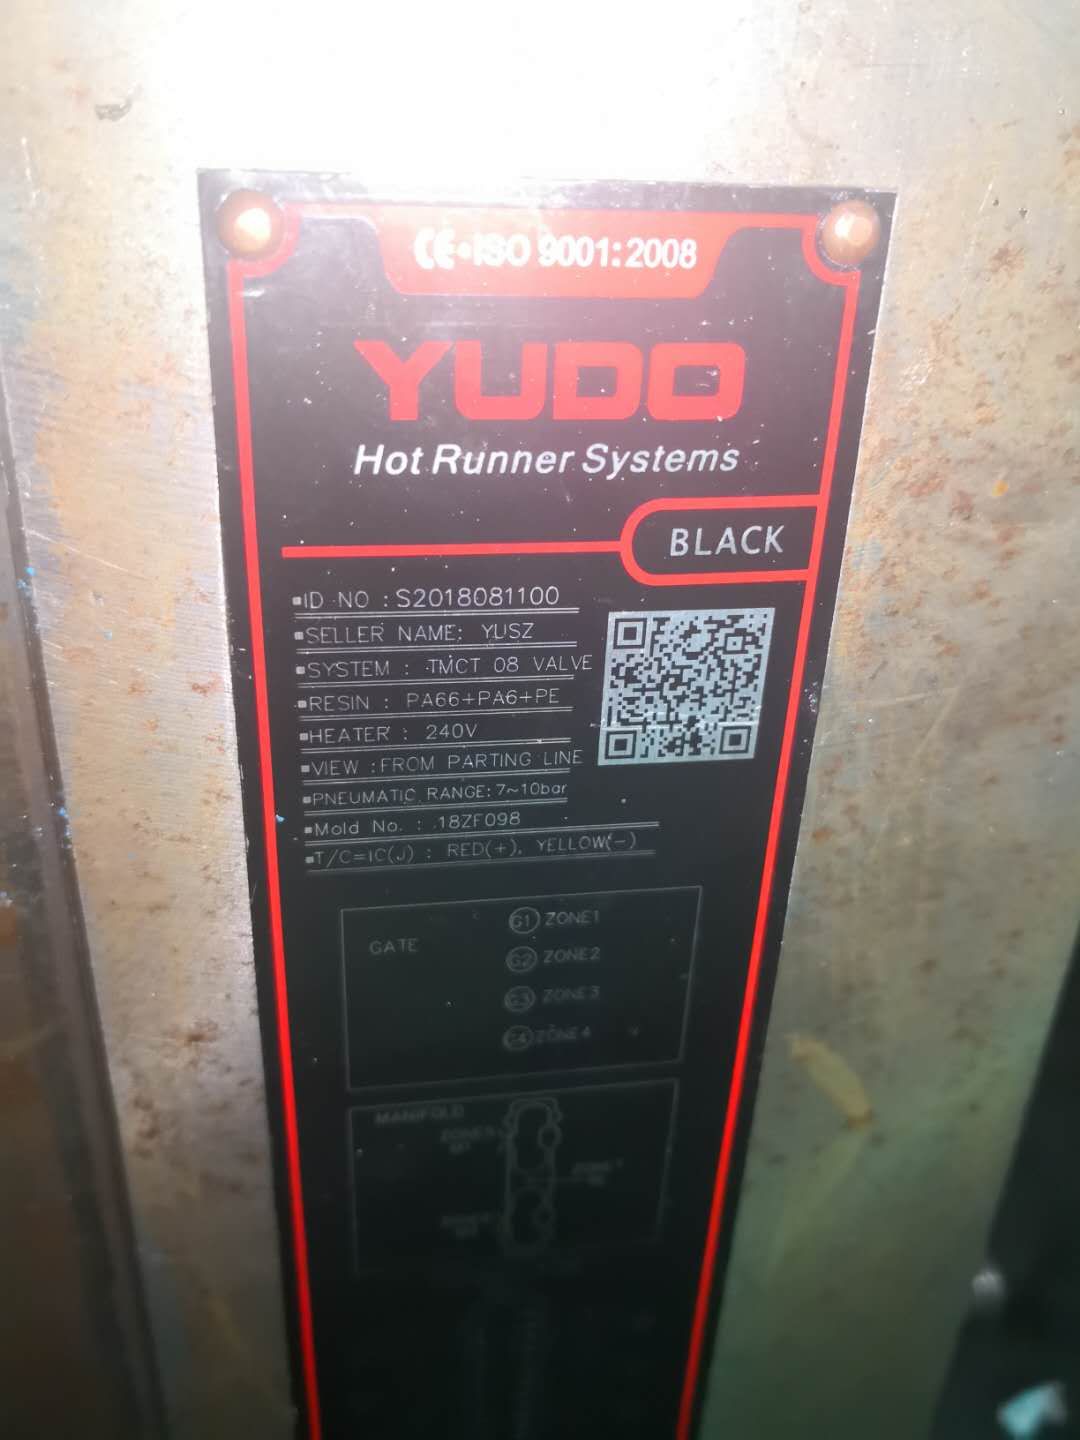 CE·ISO 9001:2008
YUDO
Hot Runner Systems
BLACK
ID NO : S2018081100
SELLER NAME: YUSZ
SYSTEM : TMCT 08 VALVE
RESIN : PA66+PA6+PE
HEATER : 240V
VIEW :FROM PARTING LINE
PNEUMATIC RANGE:7~10bar
Mold No. : 18ZF098
T/C=IC(J) : RED(+), YELLOW(-)
G1 ZONE1
GATE
G2 ZONE2
G3 ZONE3
G4 ZONE4
MANIFOLD